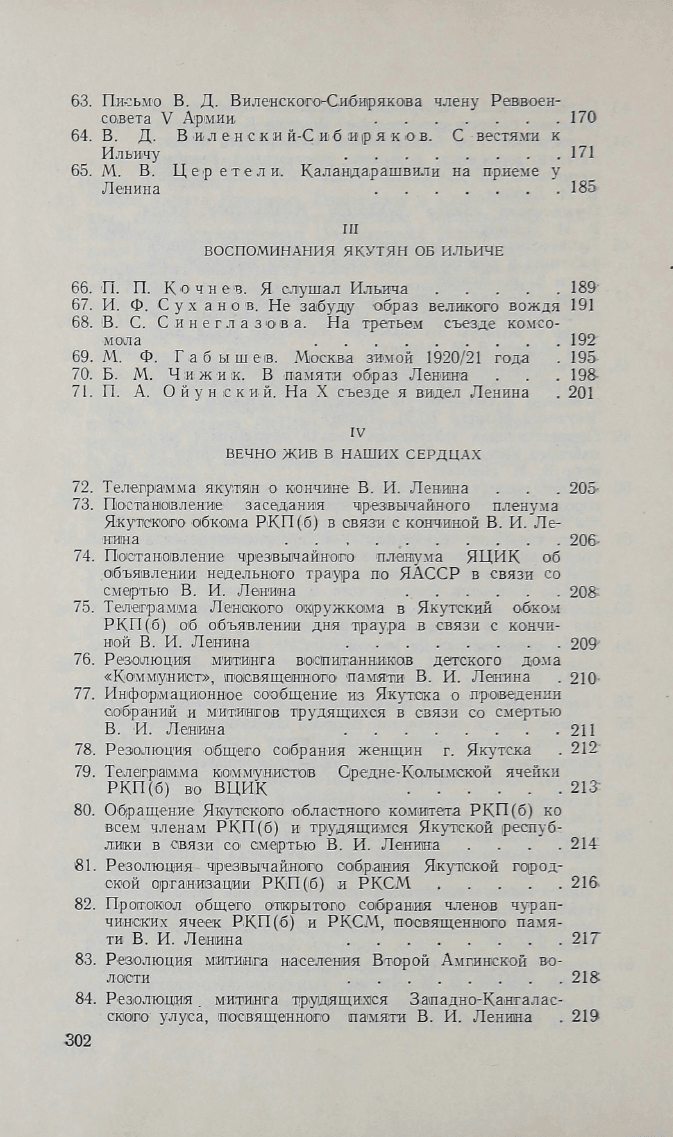 63. Письмо В. Д. Виленского-Сибирякова члену Реввоен-
совета V Армии . . . . . . . 170
64. В. Д. Виленский-Сибиряков. С вестями к
Ильичу . . . . . . . . 171
65. М. В. Церетели. Каландарашвили на приеме у
Ленина . . . . . . . 185
III
ВОСПОМИНАНИЯ ЯКУТЯН ОБ ИЛЬИЧЕ
66. П. П. Кочнев. Я слушал Ильича . . . . . 189
67. И. Ф. Суханов. Не забуду образ великого вождя 191
68. В. С. Синеглазова. На третьем съезде комсо-
мола . . . . . . . . . 192
69. М. Ф. Габышев. Москва зимой 1920/21 года . 195
70. Б. М. Чижик. В памяти образ Ленина . . . 198
71. П. А. Ойунский. На X съезде я видел Ленина . 201
IV
ВЕЧНО ЖИВ В НАШИХ СЕРДЦАХ
72. Телеграмма якутян о кончине В. И. Ленина . . . 205
73. Постановление заседания чрезвычайного пленума
Якутского обкома РКП(б) в связи с кончиной В. И. Ле-
нина . . . . . . . . . . 206
74. Постановление чрезвычайного пленума ЯЦИК об
объявлении недельного траура по ЯАССР в связи со
смертью В. И. Ленина . . . . . . . 208
75. Телеграмма Ленского окружкома в Якутский обком
РКП(б) об объявлении дня траура в связи с кончи-
ной В. И. Ленина . . . . . . . . 209
76. Резолюция митинга воспитанников детского дома
«Коммунист», посвященного памяти В. И. Ленина . 210
77. Информационное сообщение из Якутска о проведении
собраний и митингов трудящихся в связи со смертью
В. И. Ленина . . . . . . . . 211
78. Резолюция общего собрания женщин г. Якутска . 212
79. Телеграмма коммунистов Средне-Колымской ячейки
РКП(б) во ВЦИК . . . . . . 213
80. Обращение Якутского областного комитета РКП(б) ко
всем членам РКП(б) и трудящимся Якутской респуб-
лики в связи со смертью В. И. Ленина . . . . 214
81. Резолюция чрезвычайного собрания Якутской город-
ской организации РКП(б) и РКСМ . . . . . 216
82. Протокол общего открытого собрания членов чурап-
чинских ячеек РКП(б) и РКСМ, посвященного памя-
ти В. И. Ленина . . . . . . . . 217
83. Резолюция митинга населения Второй Амгинской во-
лости . . . . . . . . 218
84. Резолюция митинга трудящихся Западно-Кангалас-
ского улуса, посвященного памяти В. И. Ленина . 219
302